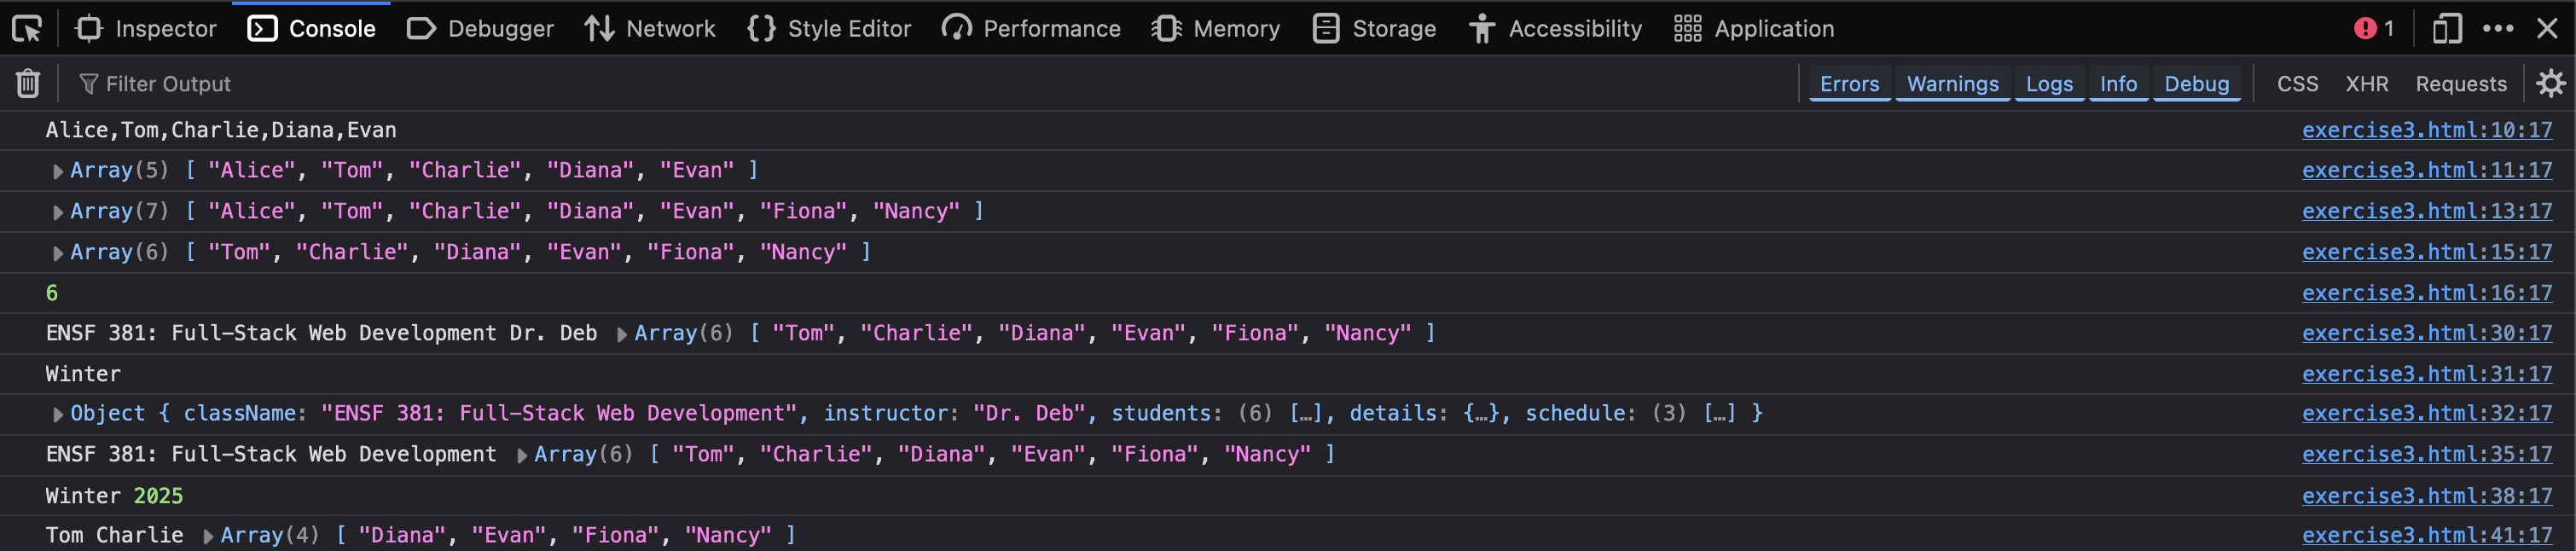 Inspector Console Debugger Network {} Style Editor Performance Memory Storage Accessibility Application 1
Filter Output Errors Warnings Logs Info Debug CSS XHR Requests
Alice,Tom,Charlie,Diana,Evan exercise3.html:10:17
Array(5) [ "Alice", "Tom", "Charlie", "Diana", "Evan" ] exercise3.html:11:17
Array(7) [ "Alice", "Tom", "Charlie", "Diana", "Evan", "Fiona", "Nancy" ] exercise3.html:13:17
Array(6) [ "Tom", "Charlie", "Diana", "Evan", "Fiona", "Nancy" ] exercise3.html:15:17
6 exercise3.html:16:17
ENSF 381: Full-Stack Web Development Dr. Deb Array(6) [ "Tom", "Charlie", "Diana", "Evan", "Fiona", "Nancy" ] exercise3.html:30:17
Winter exercise3.html:31:17
Object { className: "ENSF 381: Full-Stack Web Development", instructor: "Dr. Deb", students: (6) […], details: {…}, schedule: (3) […] } exercise3.html:32:17
ENSF 381: Full-Stack Web Development Array(6) [ "Tom", "Charlie", "Diana", "Evan", "Fiona", "Nancy" ] exercise3.html:35:17
Winter 2025 exercise3.html:38:17
Tom Charlie Array(4) [ "Diana", "Evan", "Fiona", "Nancy" ] exercise3.html:41:17